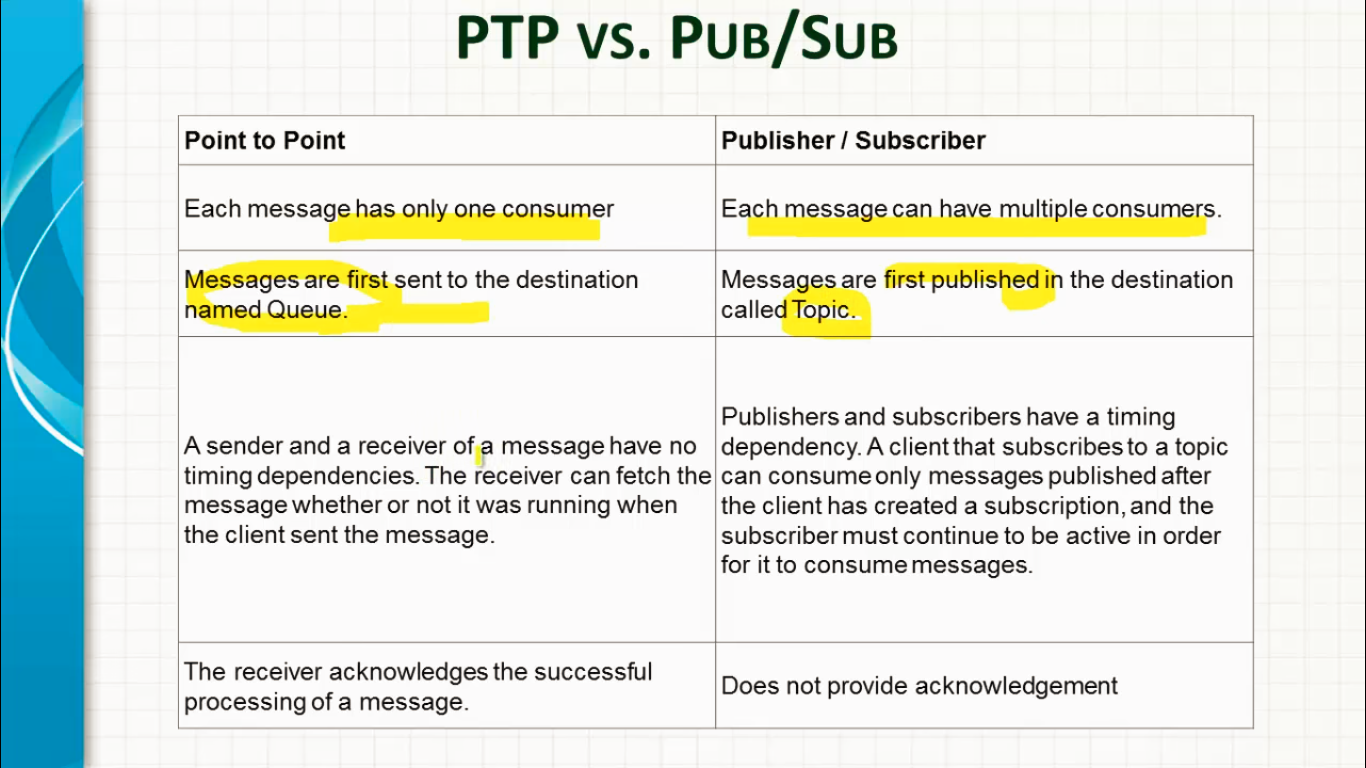 PTP vs. Pub/Sub
Point to Point
Publisher / Subscriber
Each message has only one consumer
Each message can have multiple consumers.
Messages are first sent to the destination
named Queue.
Messages are first published in the destination
called Topic.
A sender and a receiver of a message have no
timing dependencies. The receiver can fetch the
message whether or not it was running when
the client sent the message.
Publishers and subscribers have a timing
dependency. A client that subscribes to a topic
can consume only messages published after
the client has created a subscription, and the
subscriber must continue to be active in order
for it to consume messages.
The receiver acknowledges the successful
processing of a message.
Does not provide acknowledgement